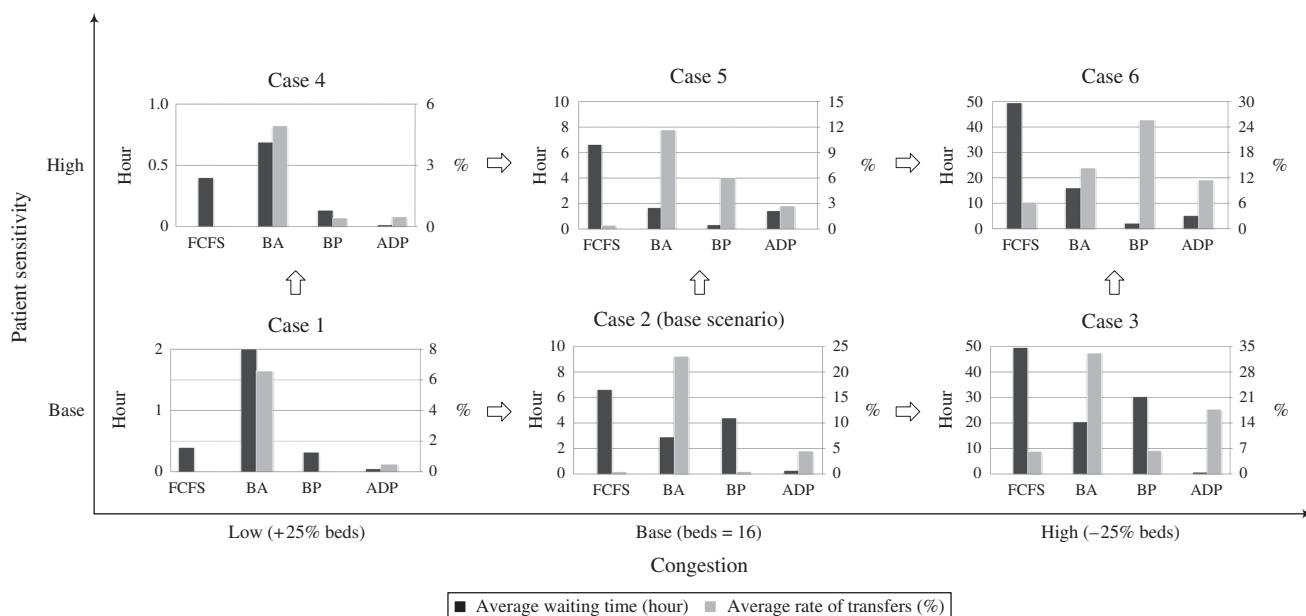 Patient sensitivity
High
Base
Case 4
Hour
1.0
0.5
0
6
3
0
%
FCFS BA BP ADP
Case 5
Hour
10
8
6
4
2
0
15
12
9
6
3
0
%
FCFS BA BP ADP
Case 6
Hour
50
40
30
20
10
0
30
24
18
12
6
0
%
FCFS BA BP ADP
Case 1
Hour
2
1
0
8
6
4
2
0
%
FCFS BA BP ADP
Case 2 (base scenario)
Hour
10
8
6
4
2
0
25
20
15
10
5
0
%
FCFS BA BP ADP
Case 3
Hour
50
40
30
20
10
0
35
28
21
14
7
0
%
FCFS BA BP ADP
Low (+25% beds)
Base (beds = 16)
High (−25% beds)
Congestion
Average waiting time (hour) Average rate of transfers (%)